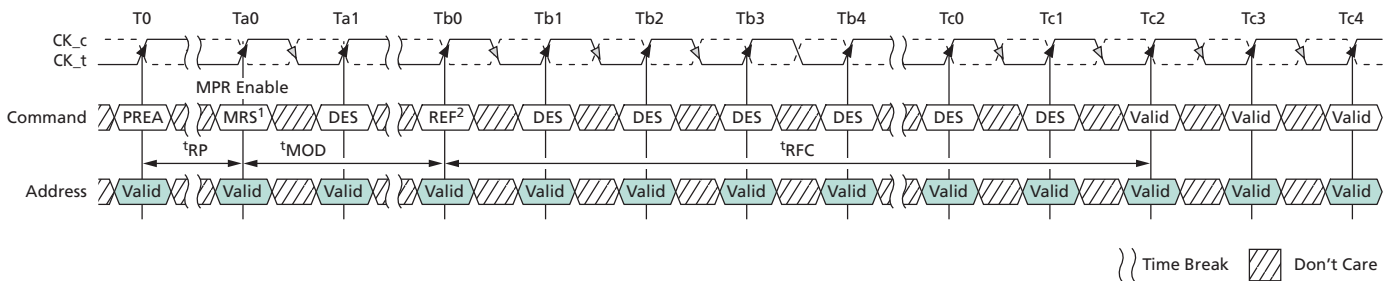 T0 Ta0 Ta1 Tb0 Tb1 Tb2 Tb3 Tb4 Tc0 Tc1 Tc2 Tc3 Tc4
CK_c
CK_t
MPR Enable
Command PREA MRS¹ DES REF² DES DES DES DES DES DES Valid Valid Valid
tRP tMOD tRFC
Address Valid Valid Valid Valid Valid Valid Valid Valid Valid Valid Valid Valid Valid
Time Break Don't Care